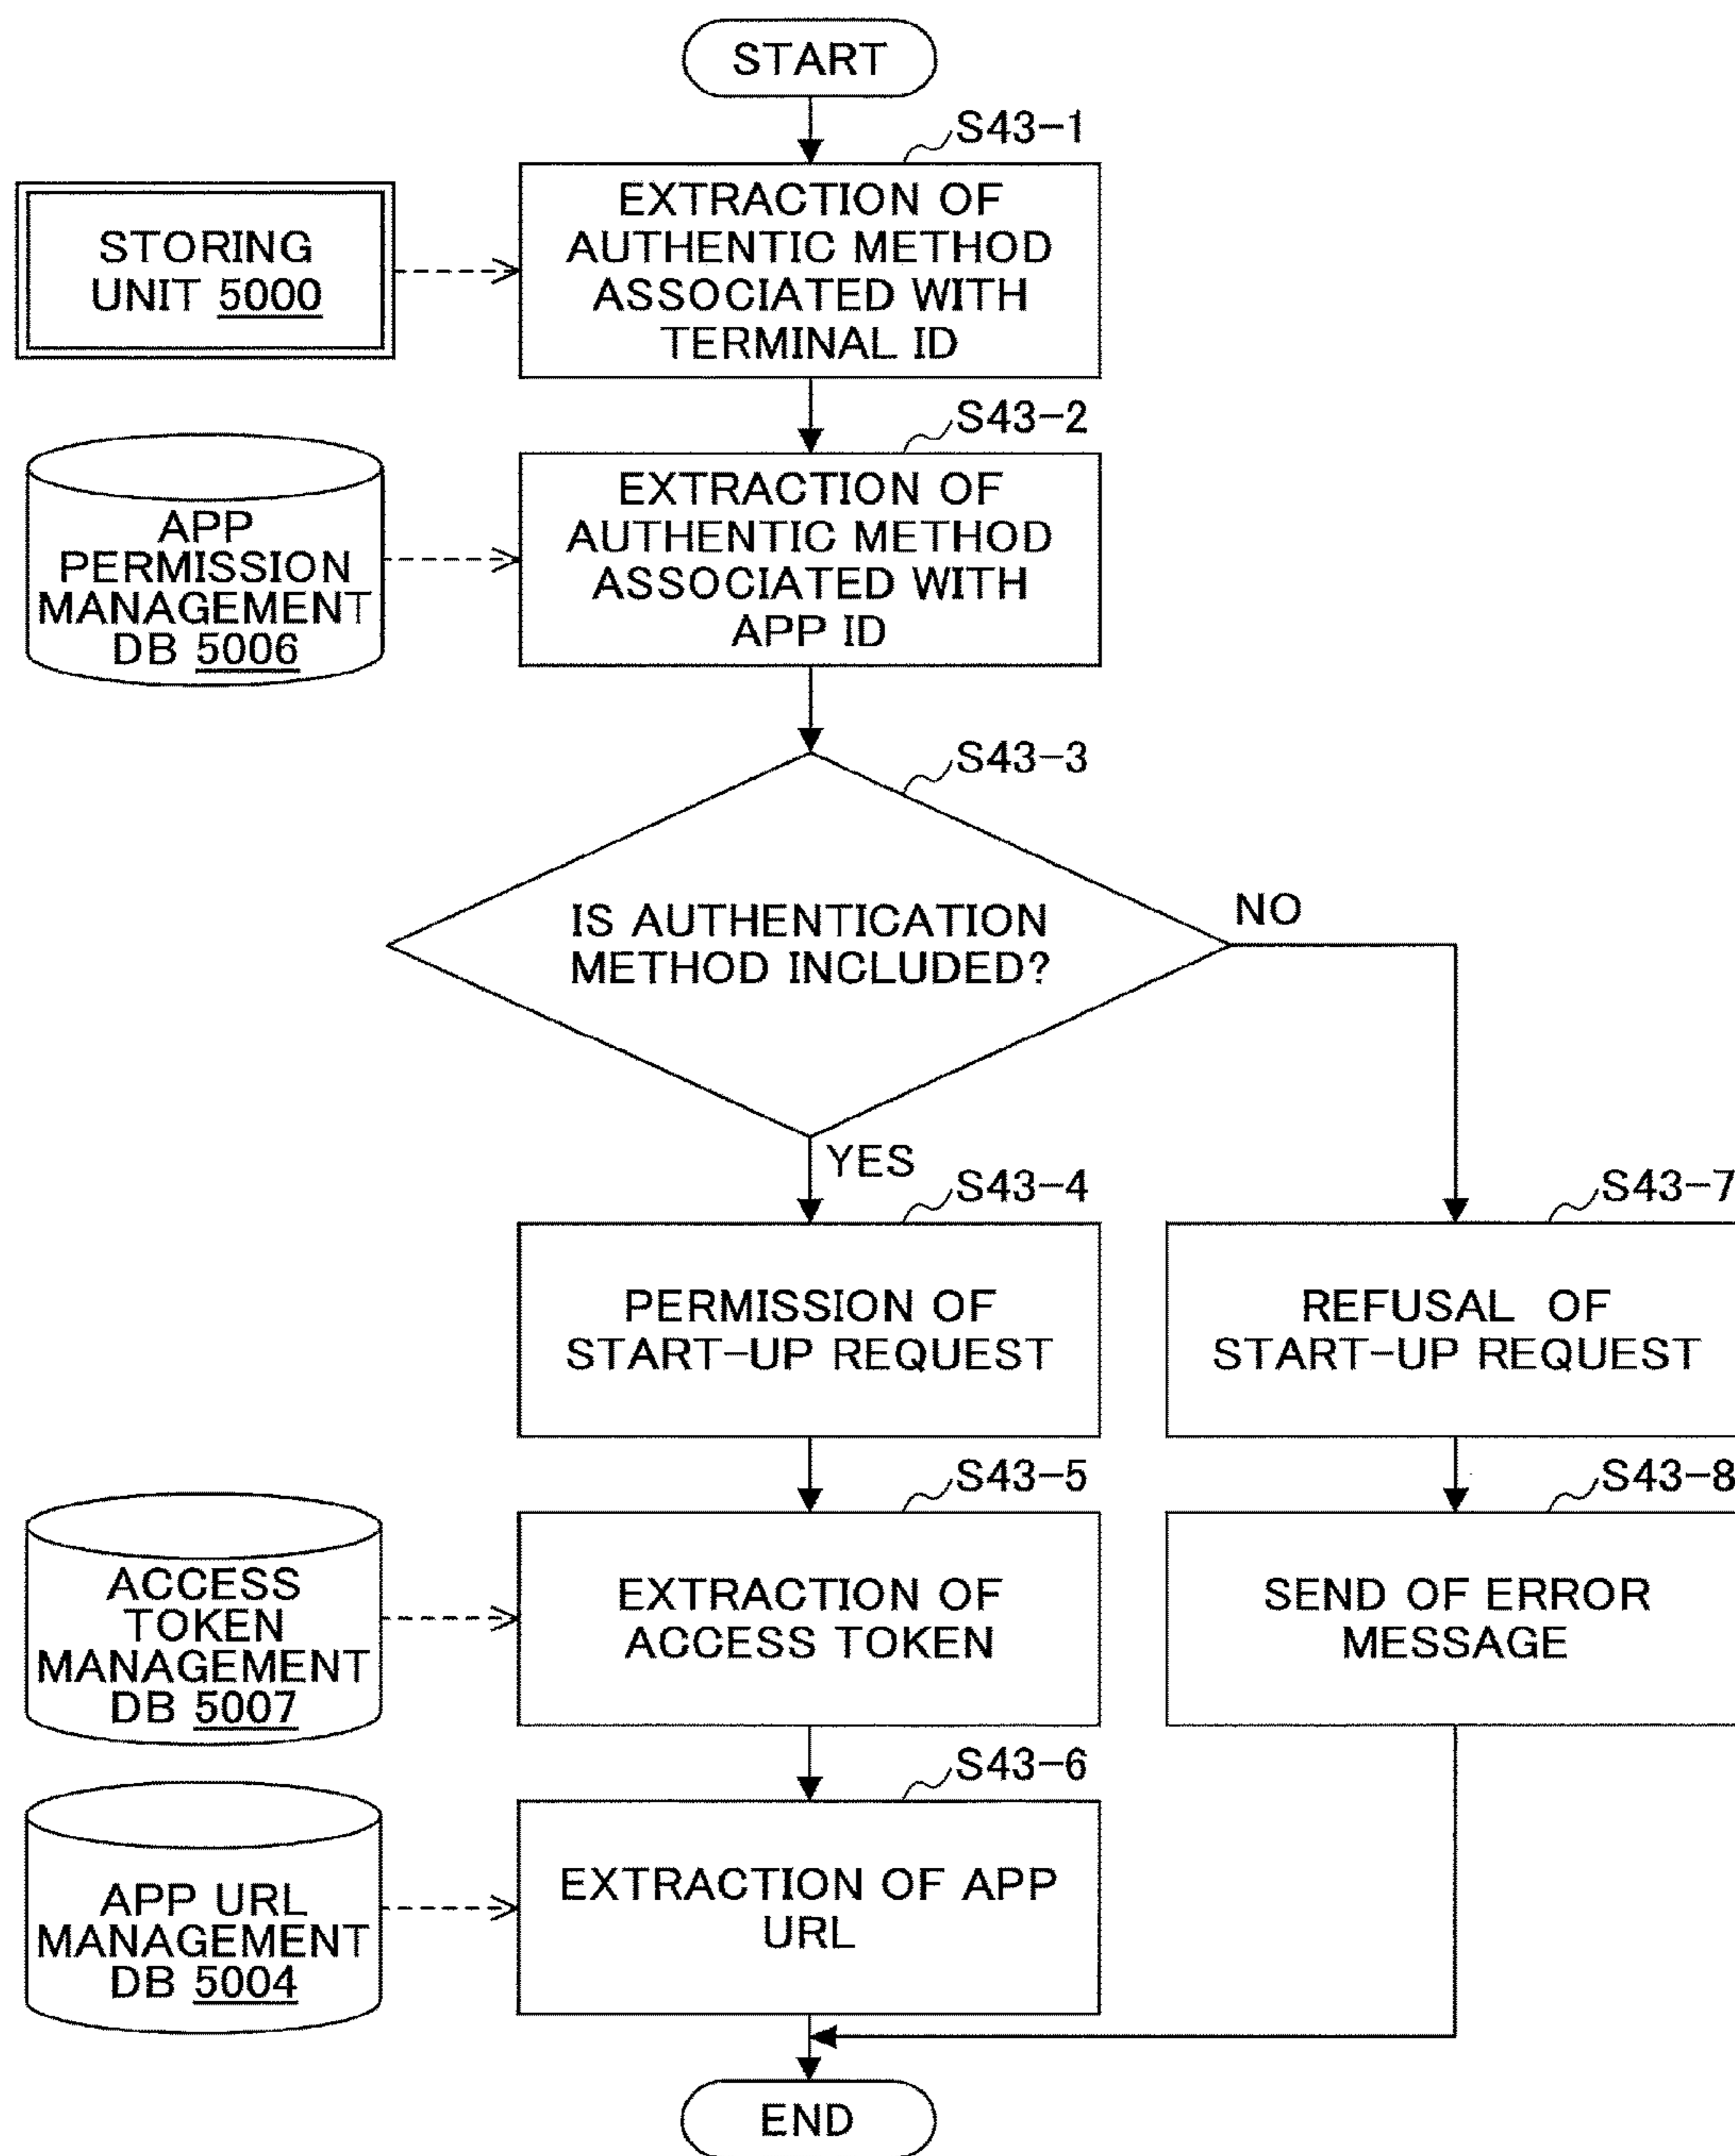 START
S43-1
STORING
UNIT 5000
EXTRACTION OF
AUTHENTIC METHOD
ASSOCIATED WITH
TERMINAL ID
S43-2
APP
PERMISSION
MANAGEMENT
DB 5006
EXTRACTION OF
AUTHENTIC METHOD
ASSOCIATED WITH
APP ID
S43-3
IS AUTHENTICATION
METHOD INCLUDED?
NO
YES
S43-4
PERMISSION OF
START-UP REQUEST
S43-7
REFUSAL OF
START-UP REQUEST
S43-5
ACCESS
TOKEN
MANAGEMENT
DB 5007
EXTRACTION OF
ACCESS TOKEN
S43-8
SEND OF ERROR
MESSAGE
S43-6
APP URL
MANAGEMENT
DB 5004
EXTRACTION OF APP
URL
END